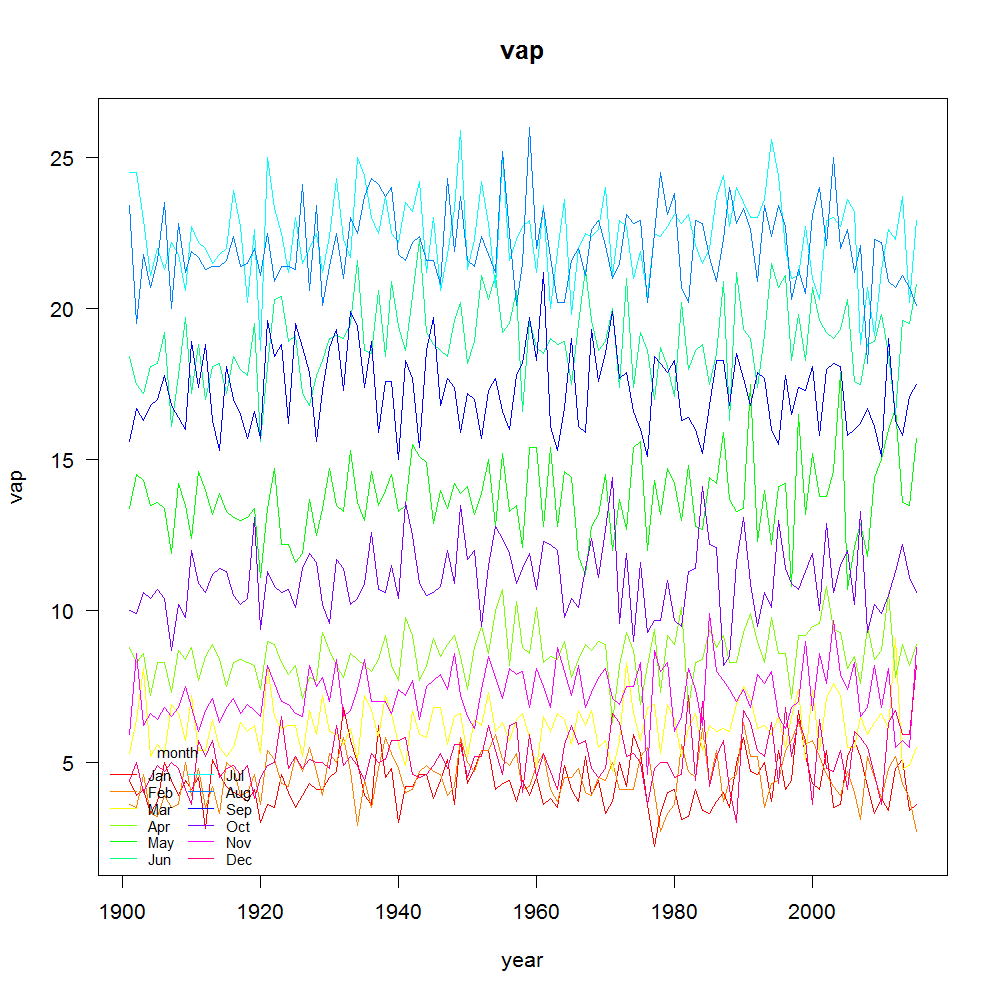 vap
vap
25
20
15
10
5
month
Jan Jul
Feb Aug
Mar Sep
Apr Oct
May Nov
Jun Dec
1900 1920 1940 1960 1980 2000
year